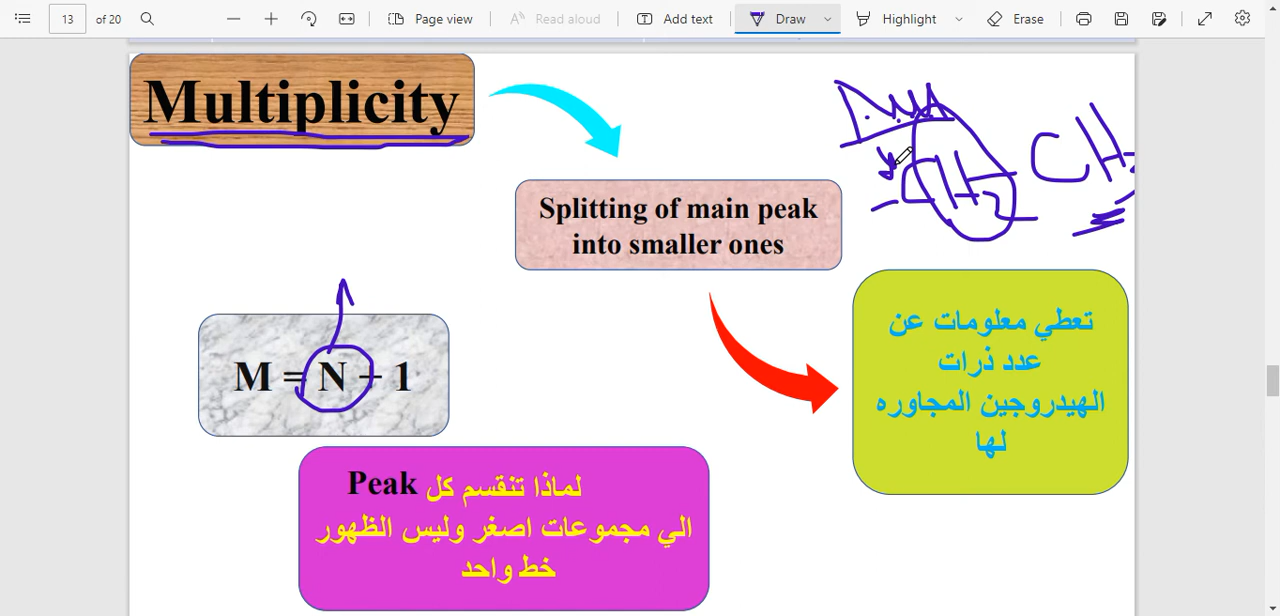 13 of 20 Page view Read aloud Add text Draw Highlight Erase
Multiplicity
CH2 CH
Splitting of main peak
into smaller ones
تعطي معلومات عن
عدد ذرات
الهيدروجين المجاوره
لها
M = N + 1
لماذا تنقسم كل Peak
الي مجموعات اصغر وليس الظهور
خط واحد